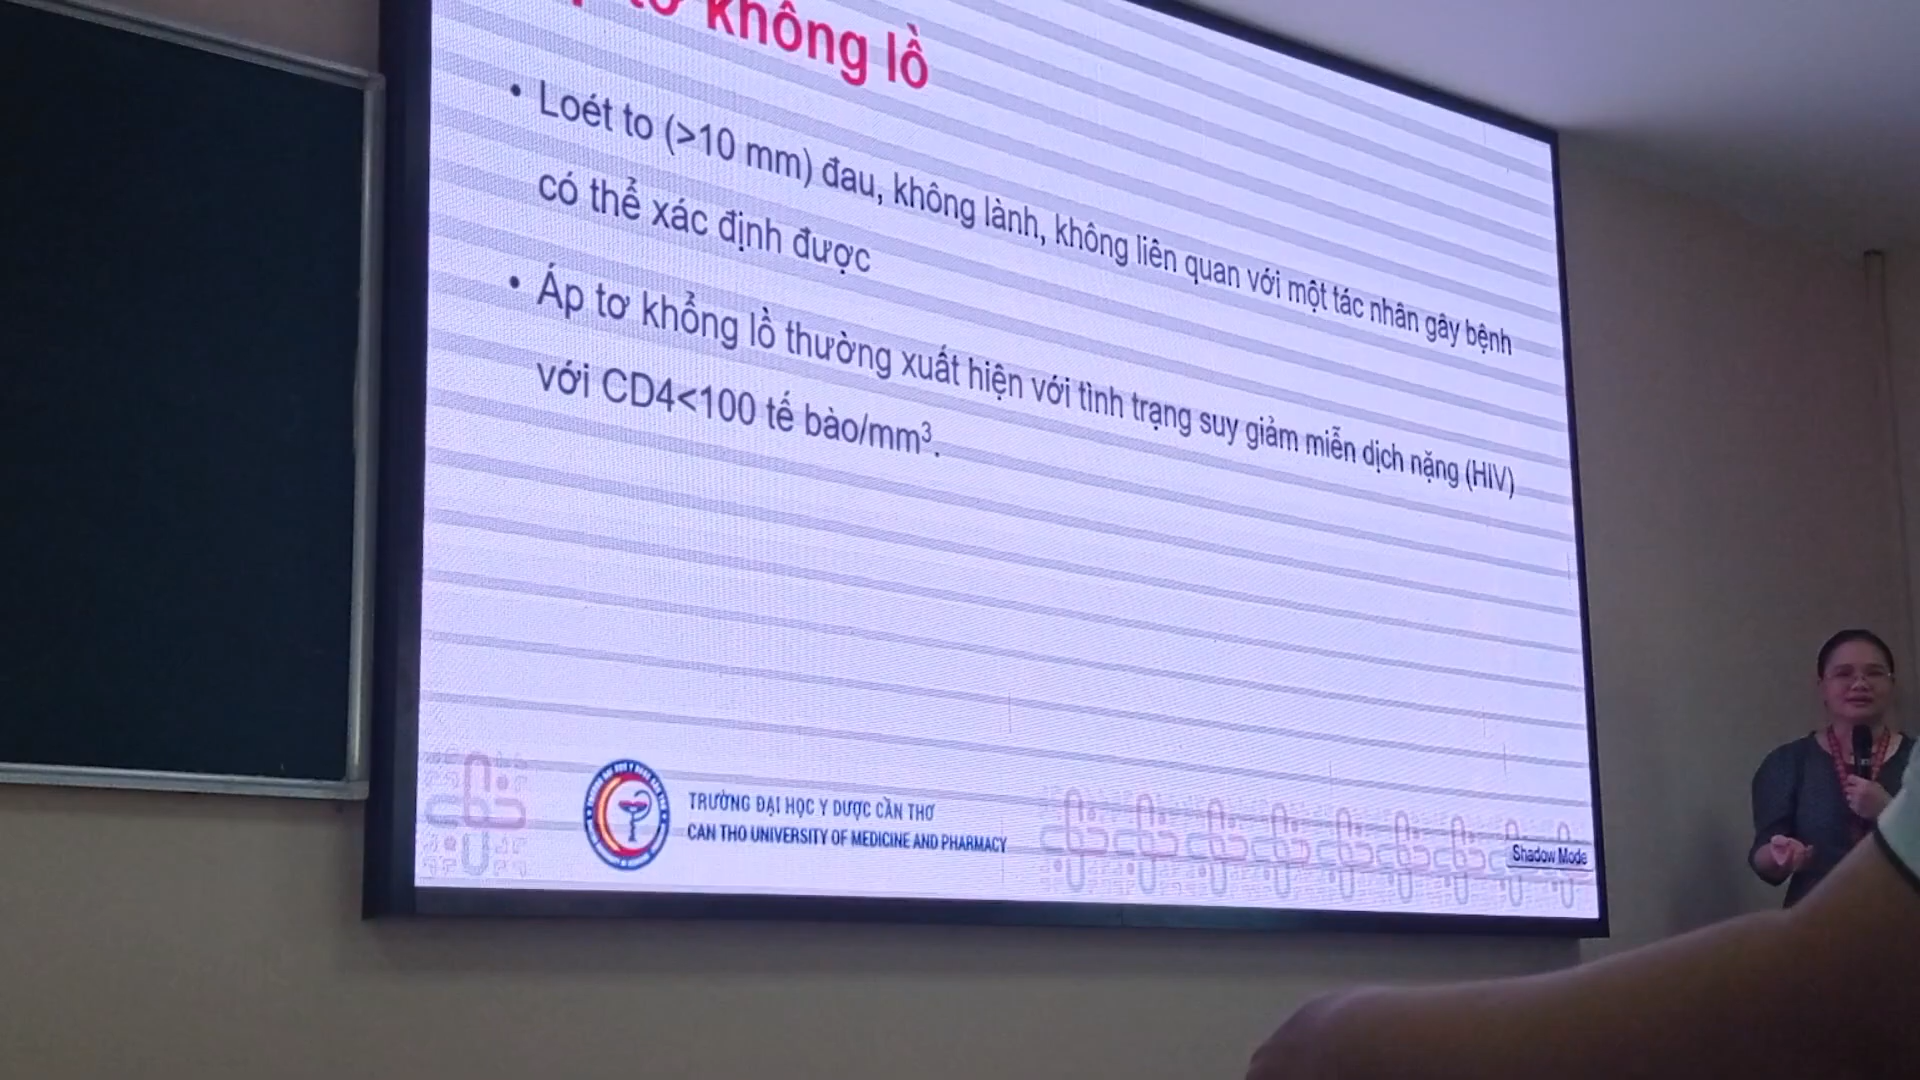 khổng lồ
• Loét to (>10 mm) đau, không lành, không liên quan với một tác nhân gây bệnh
có thể xác định được
• Áp tơ khổng lồ thường xuất hiện với tình trạng suy giảm miễn dịch nặng (HIV)
với CD4<100 tế bào/mm³.
TRƯỜNG ĐẠI HỌC Y DƯỢC CẦN THƠ
CAN THO UNIVERSITY OF MEDICINE AND PHARMACY
Shadow Mode